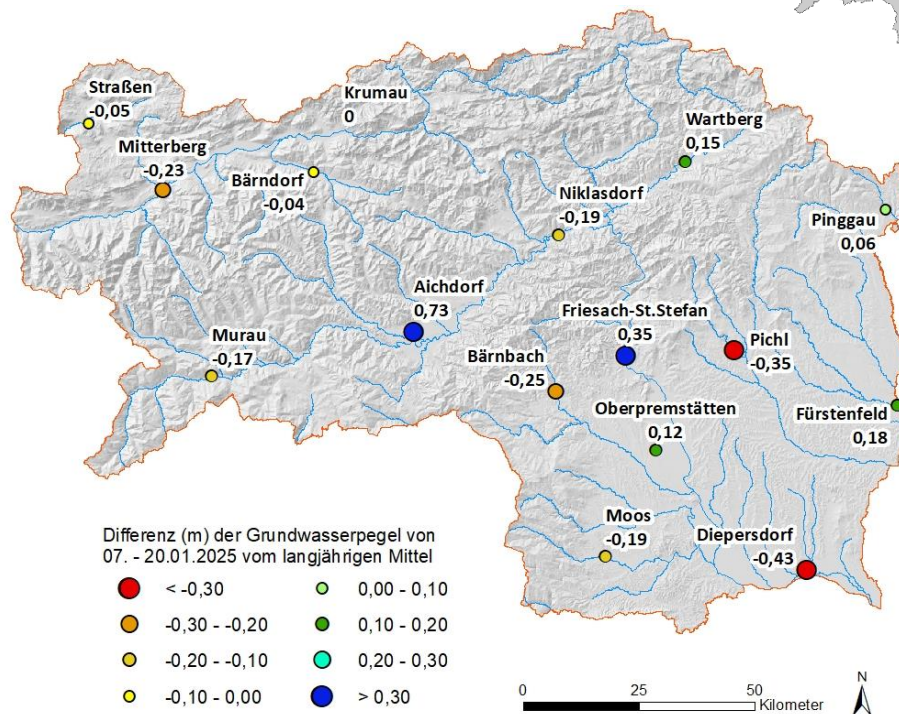 Straßen
-0,05
Krumau
0
Wartberg
0,15
Mitterberg
-0,23
Bärndorf
-0,04
Niklasdorf
-0,19
Pinggau
0,06
Aichdorf
0,73
Friesach-St.Stefan
0,35
Murau
-0,17
Pichl
-0,35
Bärnbach
-0,25
Oberpremstätten
0,12
Fürstenfeld
0,18
Moos
-0,19
Diepersdorf
-0,43
Differenz (m) der Grundwasserpegel von
07. - 20.01.2025 vom langjährigen Mittel
< -0,30
-0,30 - -0,20
-0,20 - -0,10
-0,10 - 0,00
0,00 - 0,10
0,10 - 0,20
0,20 - 0,30
> 0,30
0 25 50
Kilometer
N